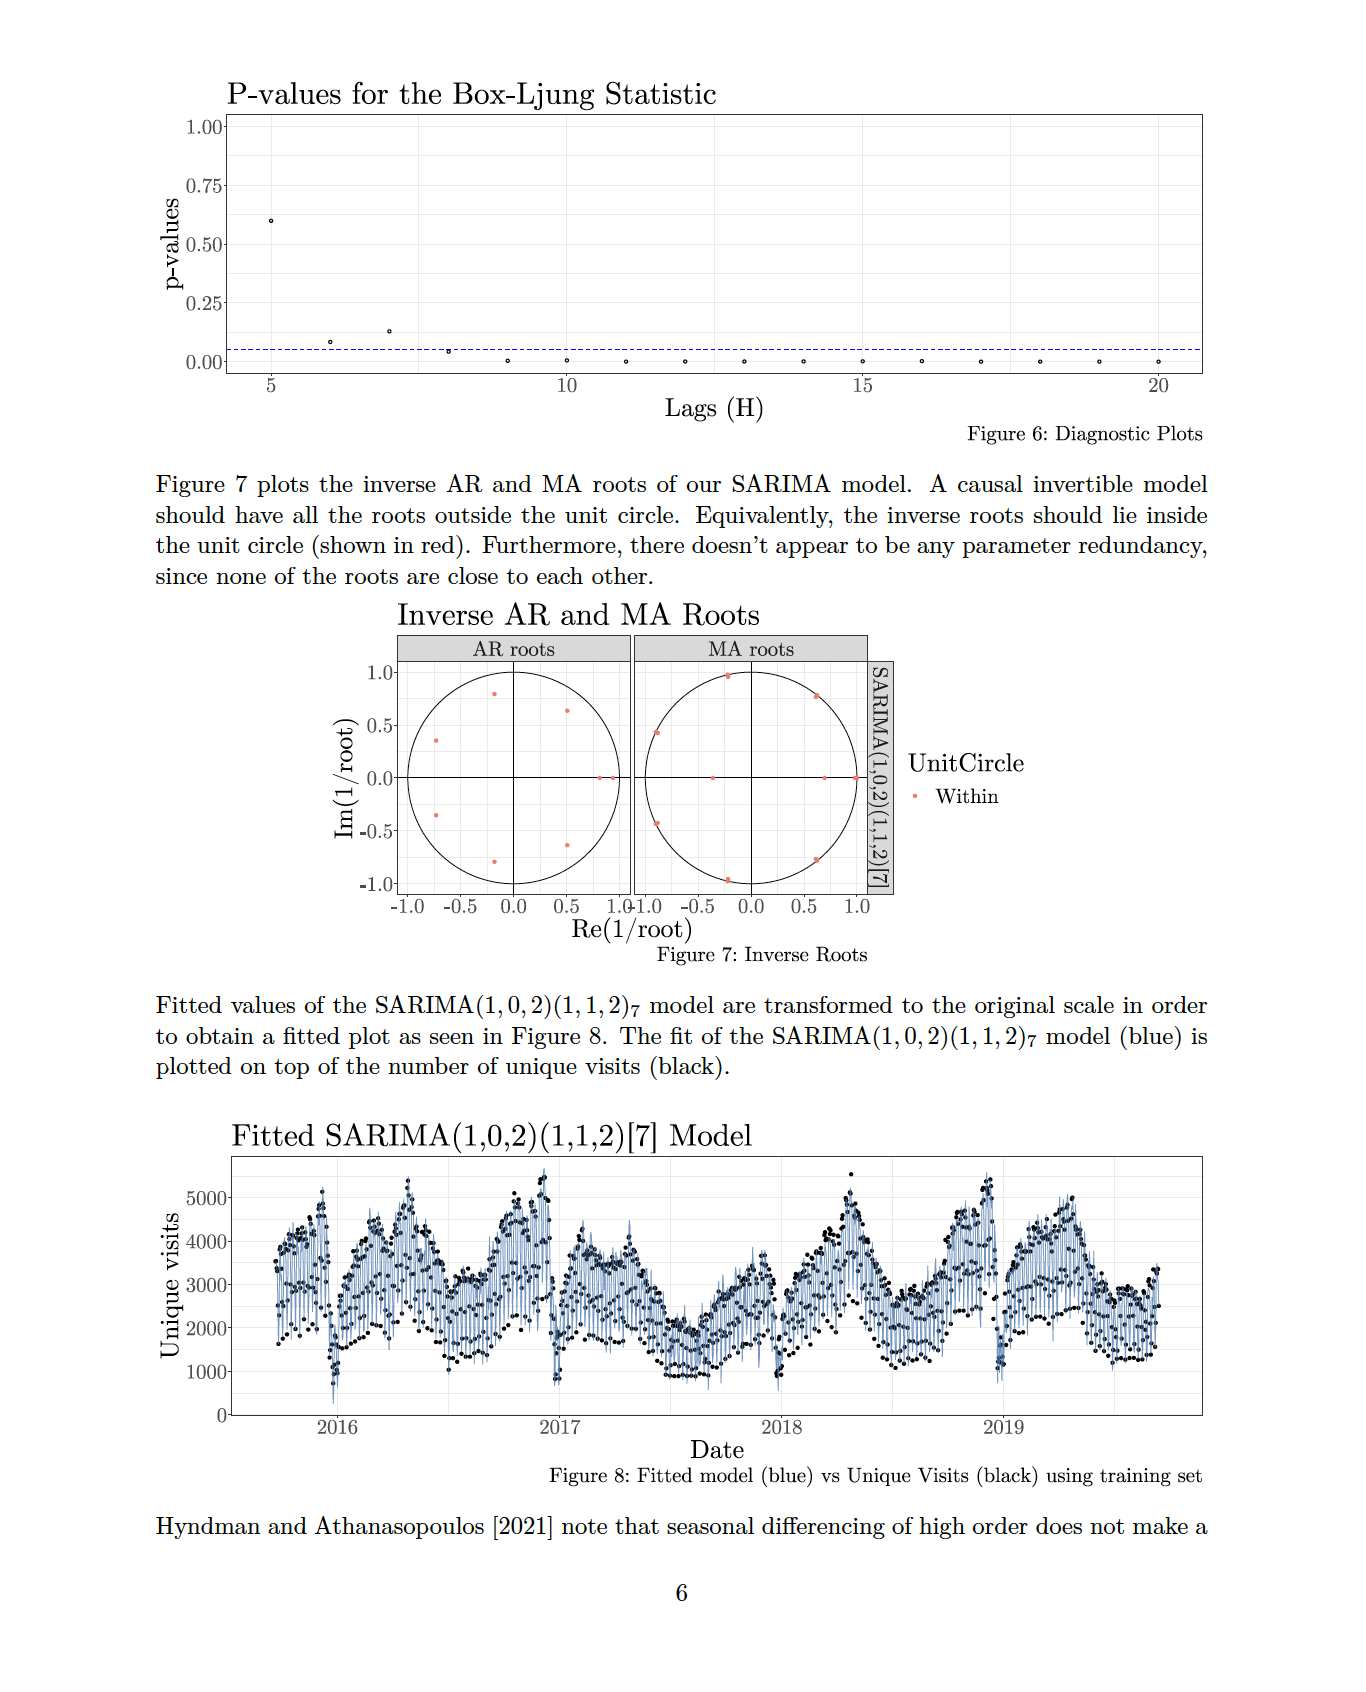 P-values for the Box-Ljung Statistic
1.00
0.75
0.50
0.25
0.00
p-values
5 10 15 20
Lags (H)
Figure 6: Diagnostic Plots
Figure 7 plots the inverse AR and MA roots of our SARIMA model. A causal invertible model
should have all the roots outside the unit circle. Equivalently, the inverse roots should lie inside
the unit circle (shown in red). Furthermore, there doesn't appear to be any parameter redundancy,
since none of the roots are close to each other.
Inverse AR and MA Roots
AR roots MA roots
1.0
0.5
0.0
-0.5
-1.0
Im(1/root)
SARIMA(1,0,2)(1,1,2)[7]
UnitCircle
Within
-1.0 -0.5 0.0 0.5 1.0 -1.0 -0.5 0.0 0.5 1.0
Re(1/root)
Figure 7: Inverse Roots
Fitted values of the SARIMA(1, 0, 2)(1, 1, 2)₇ model are transformed to the original scale in order
to obtain a fitted plot as seen in Figure 8. The fit of the SARIMA(1, 0, 2)(1, 1, 2)₇ model (blue) is
plotted on top of the number of unique visits (black).
Fitted SARIMA(1,0,2)(1,1,2)[7] Model
5000
4000
3000
2000
1000
0
Unique visits
2016 2017 2018 2019
Date
Figure 8: Fitted model (blue) vs Unique Visits (black) using training set
Hyndman and Athanasopoulos [2021] note that seasonal differencing of high order does not make a
6